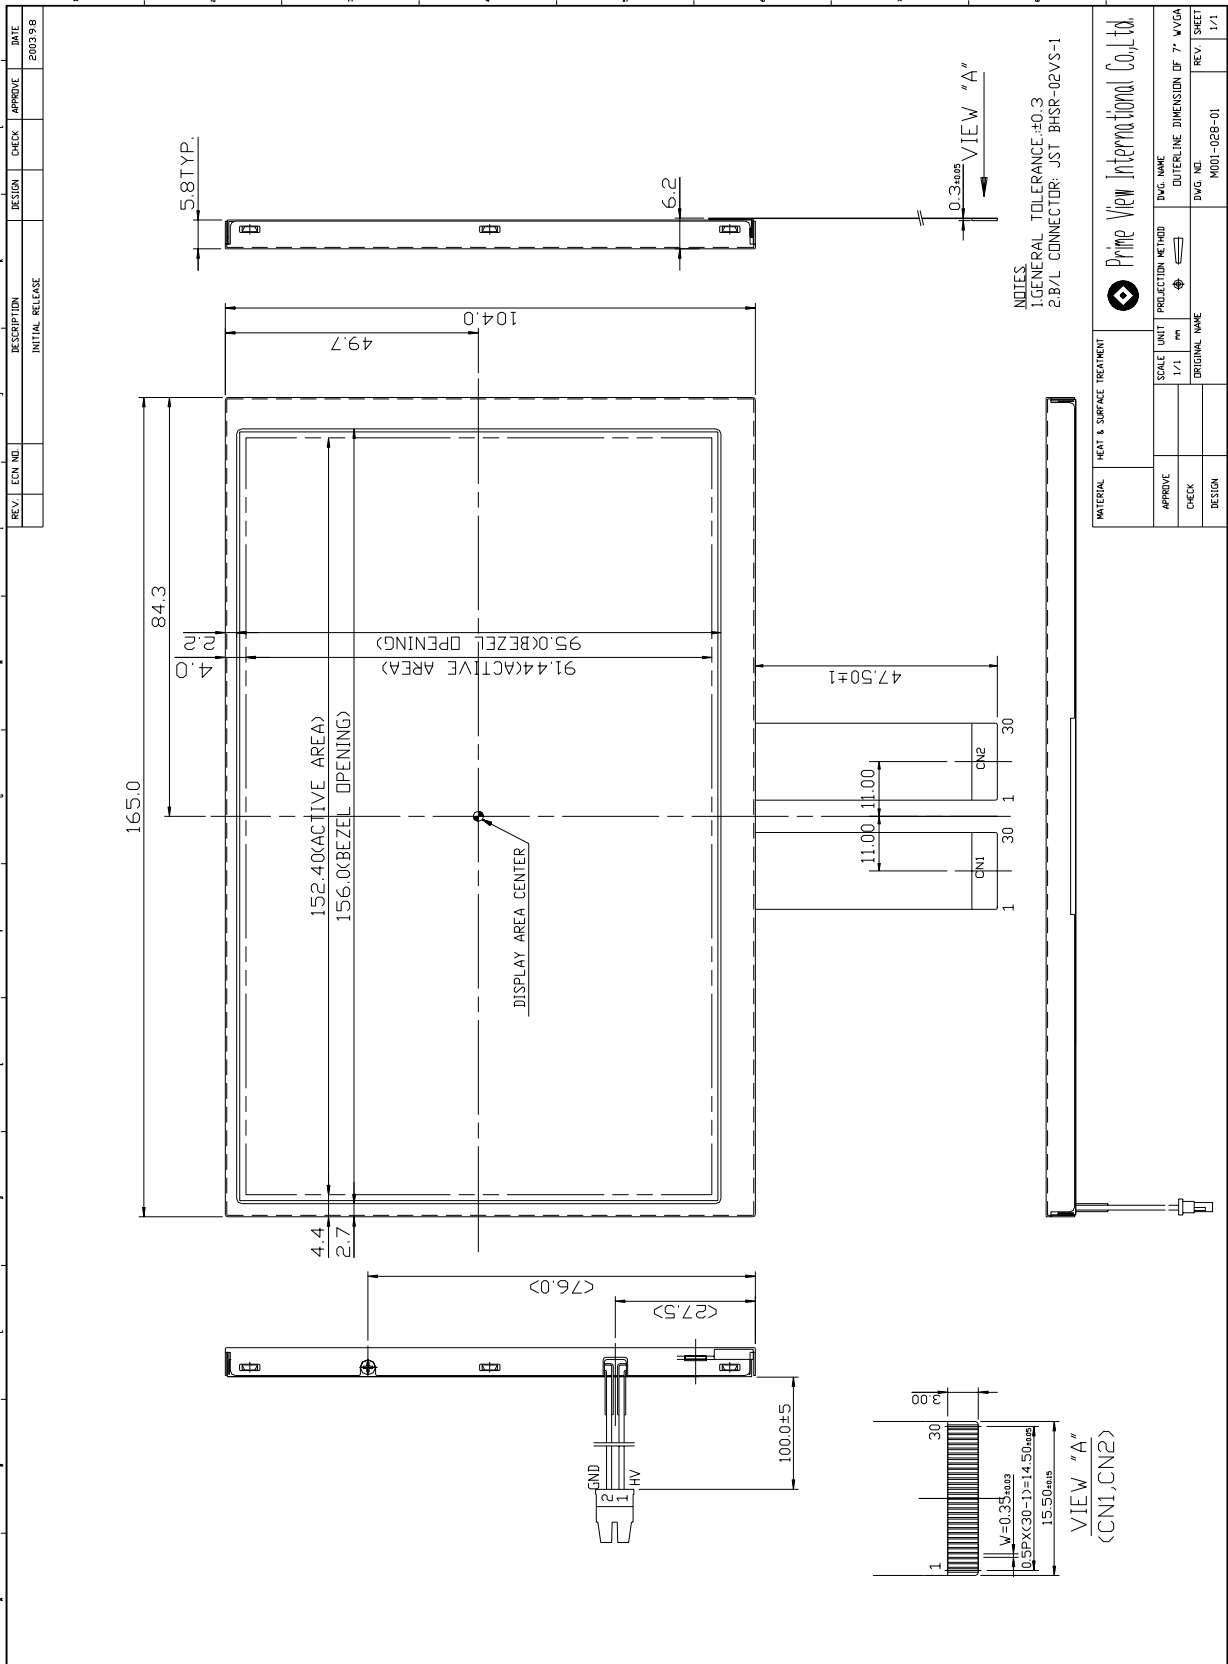 REV. ECN NO. DESCRIPTION DESIGN CHECK APPROVE DATE
INITIAL RELEASE 2003.9.8
165.0
84.3
5.8TYP.
6.2
0.3±0.05
VIEW "A"
104.0
49.7
4.0
2.2
95.0(BEZEL OPENING)
91.44(ACTIVE AREA)
152.40(ACTIVE AREA)
156.0(BEZEL OPENING)
4.4
2.7
DISPLAY AREA CENTER
47.50±1
11.00
11.00
CN1
CN2
1
30
1
30
(76.0)
(27.5)
100.0±5
GND
HV
2
1
3.00
1
30
W=0.35±0.03
0.5PX(30-1)=14.50±0.05
15.50±0.15
VIEW "A"
(CN1,CN2)
NOTES
1.GENERAL TOLERANCE:±0.3
2.B/L CONNECTOR: JST BHSR-02VS-1
MATERIAL
HEAT & SURFACE TREATMENT
Prime View International Co.,Ltd.
APPROVE
CHECK
DESIGN
SCALE
1/1
UNIT
mm
PROJECTION METHOD
ORIGINAL NAME
DWG. NAME
OUTERLINE DIMENSION OF 7" WVGA
DWG. NO.
M001-028-01
REV.
SHEET
1/1